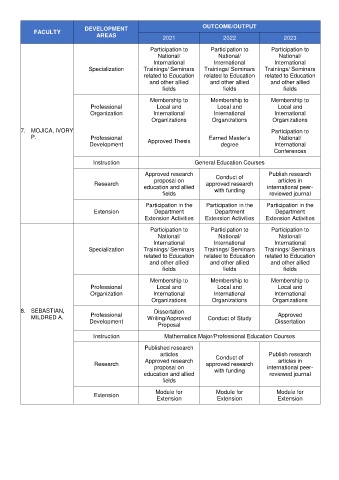 FACULTY
DEVELOPMENT
AREAS
OUTCOME/OUTPUT
2021
2022
2023
7. MOJICA, IVORY
P.
Specialization
Participation to
National/
International
Trainings/ Seminars
related to Education
and other allied
fields
Participation to
National/
International
Trainings/ Seminars
related to Education
and other allied
fields
Participation to
National/
International
Trainings/ Seminars
related to Education
and other allied
fields
Professional
Organization
Membership to
Local and
International
Organizations
Membership to
Local and
International
Organizations
Membership to
Local and
International
Organizations
Professional
Development
Approved Thesis
Earned Master's
degree
Participation to
National/
International
Conferences
Instruction
General Education Courses
Research
Approved research
proposal on
education and allied
fields
Conduct of
approved research
with funding
Publish research
articles in
international peer-
reviewed journal
Extension
Participation in the
Department
Extension Activities
Participation in the
Department
Extension Activities
Participation in the
Department
Extension Activities
8. SEBASTIAN,
MILDRED A.
Specialization
Participation to
National/
International
Trainings/ Seminars
related to Education
and other allied
fields
Participation to
National/
International
Trainings/ Seminars
related to Education
and other allied
fields
Participation to
National/
International
Trainings/ Seminars
related to Education
and other allied
fields
Professional
Organization
Membership to
Local and
International
Organizations
Membership to
Local and
International
Organizations
Membership to
Local and
International
Organizations
Professional
Development
Dissertation
Writing/Approved
Proposal
Conduct of Study
Approved
Dissertation
Instruction
Mathematics Major/Professional Education Courses
Research
Published research
articles
Approved research
proposal on
education and allied
fields
Conduct of
approved research
with funding
Publish research
articles in
international peer-
reviewed journal
Extension
Module for
Extension
Module for
Extension
Module for
Extension